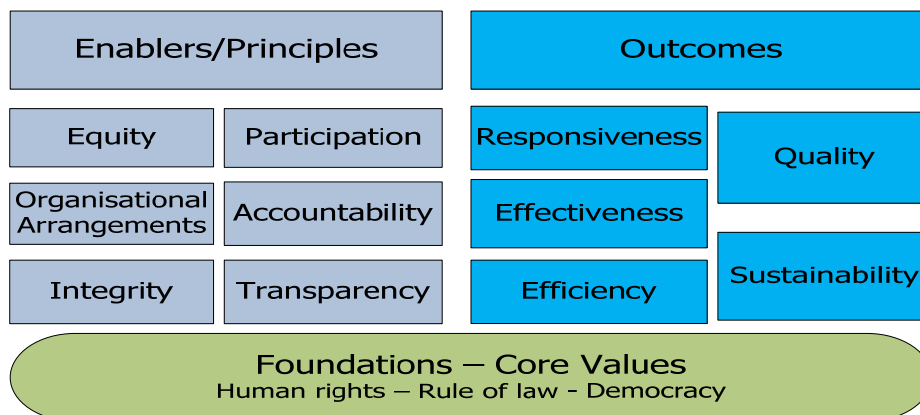 Enablers/Principles
Outcomes
Equity
Participation
Responsiveness
Quality
Organisational
Arrangements
Accountability
Effectiveness
Integrity
Transparency
Efficiency
Sustainability
Foundations – Core Values
Human rights – Rule of law - Democracy